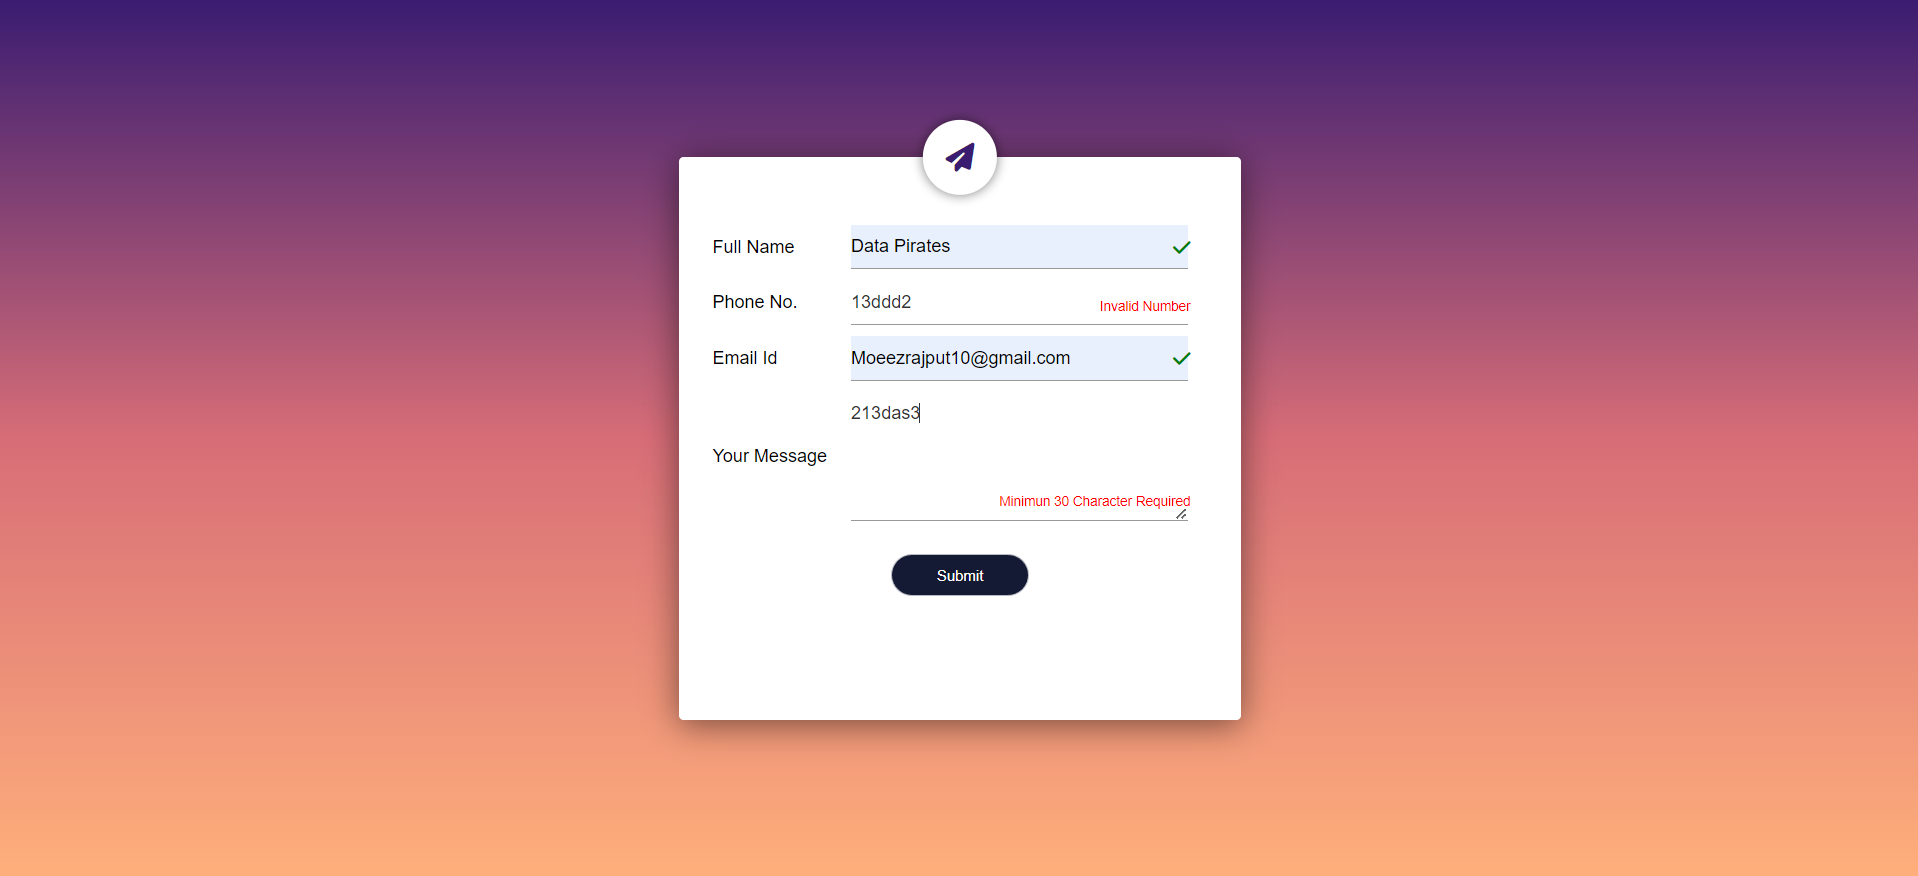 Full Name Data Pirates
Phone No. 13ddd2 Invalid Number
Email Id Moeezrajput10@gmail.com
213das3
Your Message
Minimun 30 Character Required
Submit